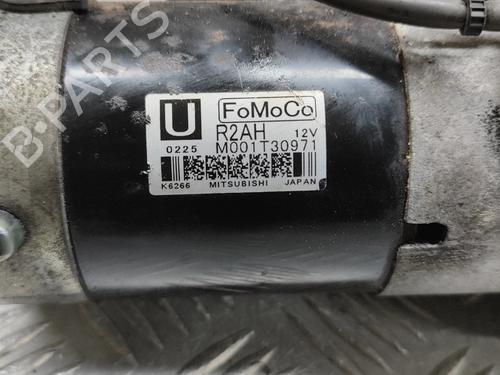 B-PARTS
U FoMoCo
R2AH 12V
0225 M001T30971
K6266 MITSUBISHI JAPAN